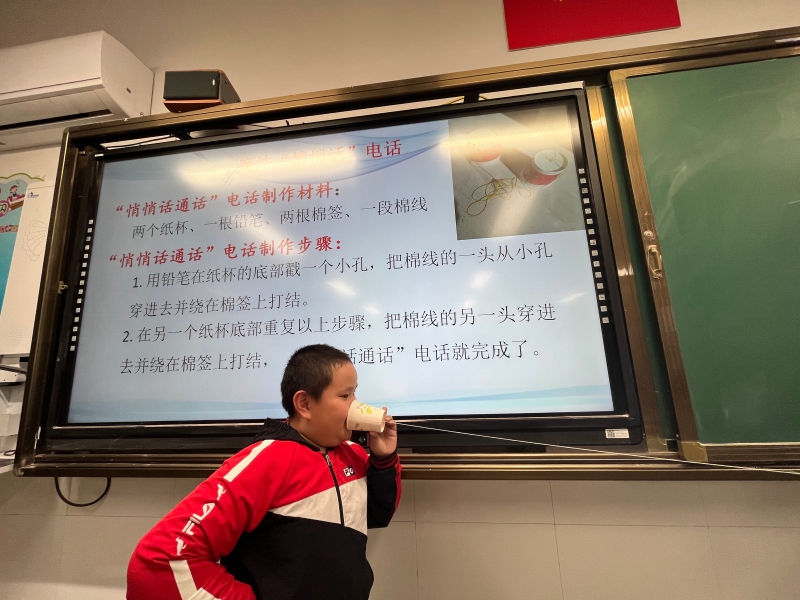 话”电话
“悄悄话通话”电话制作材料：
两个纸杯、一根铅笔、两根棉签、一段棉线
“悄悄话通话”电话制作步骤：
1. 用铅笔在纸杯的底部戳一个小孔，把棉线的一头从小孔
穿进去并绕在棉签上打结。
2. 在另一个纸杯底部重复以上步骤，把棉线的另一头穿进
去并绕在棉签上打结，
话通话”电话就完成了。